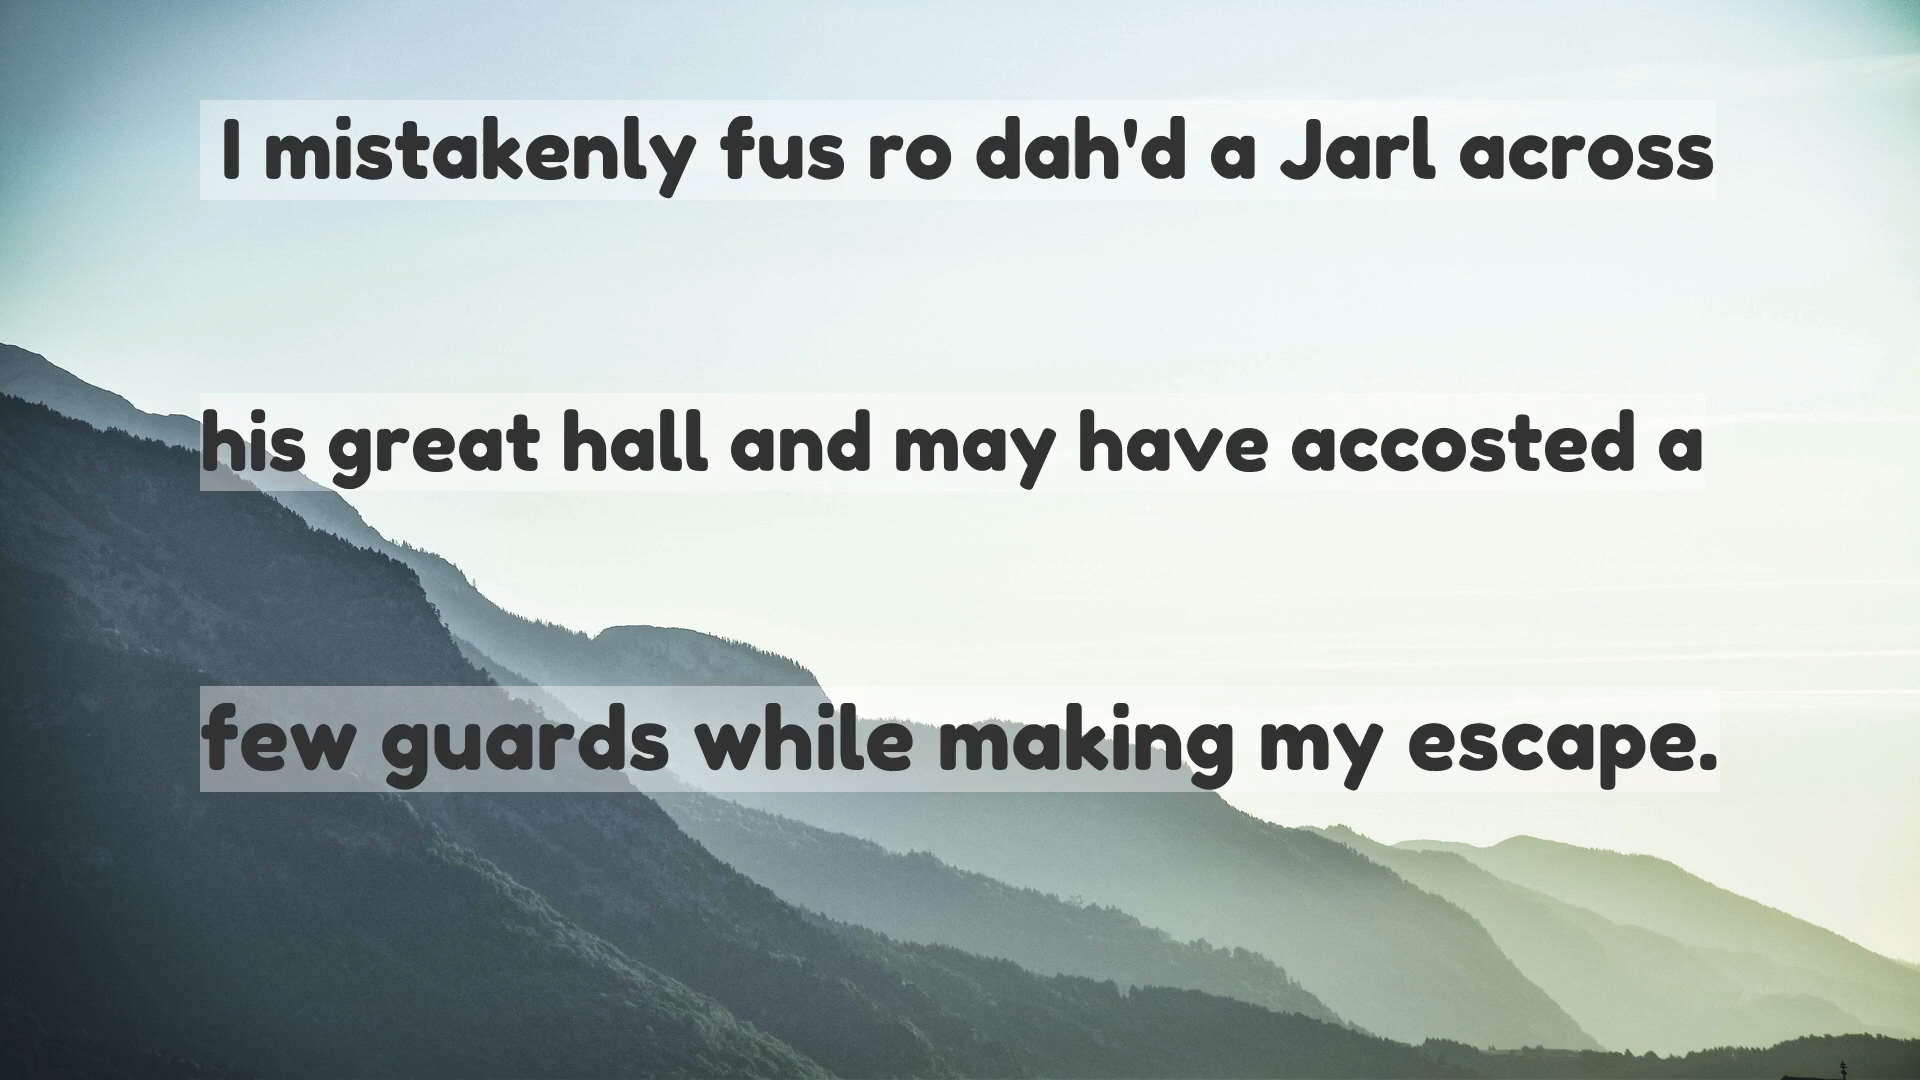 I mistakenly fus ro dah'd a Jarl across
his great hall and may have accosted a
few guards while making my escape.